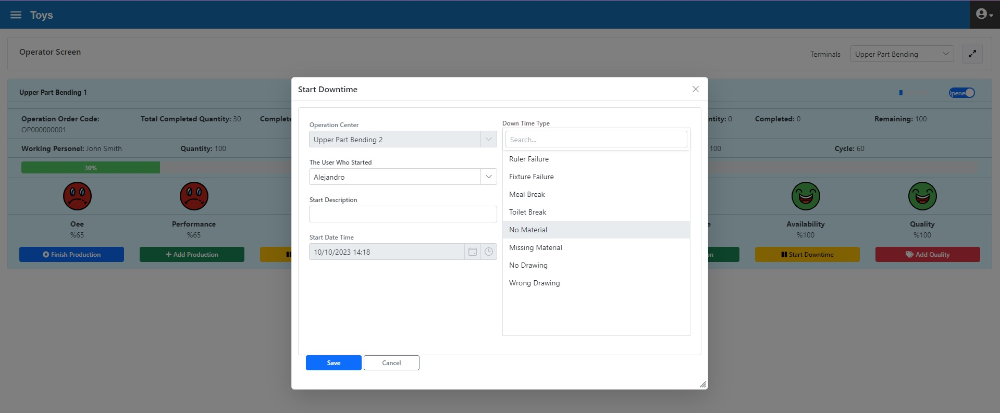 Toys
Operator Screen
Terminals
Upper Part Bending
Upper Part Bending 1
Opene
Operation Order Code:
OP000000001
Total Completed Quantity: 30
Complete
ntity: 0
Completed: 0
Remaining: 100
Working Personel: John Smith
Quantity: 100
100
Cycle: 60
30%
Oee
%65
Performance
%65
e
Availability
%100
Quality
%100
Finish Production
Add Production
on
Start Downtime
Add Quality
Start Downtime
Operation Center
Upper Part Bending 2
The User Who Started
Alejandro
Start Description
Start Date Time
10/10/2023 14:18
Down Time Type
Search...
Ruler Failure
Fixture Failure
Meal Break
Toilet Break
No Material
Missing Material
No Drawing
Wrong Drawing
Save
Cancel